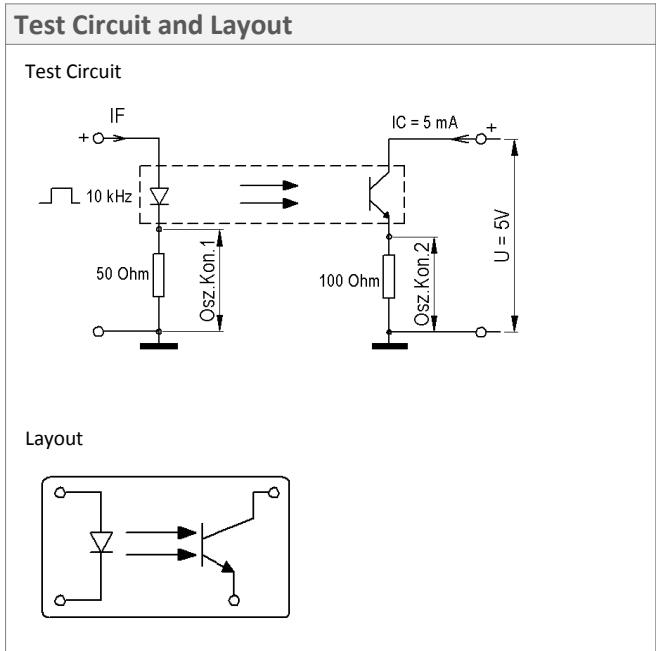 Test Circuit and Layout
Test Circuit
IF
IC = 5 mA
+
+
10 kHz
50 Ohm
Osz.Kon.1
100 Ohm
Osz.Kon.2
U = 5V
Layout